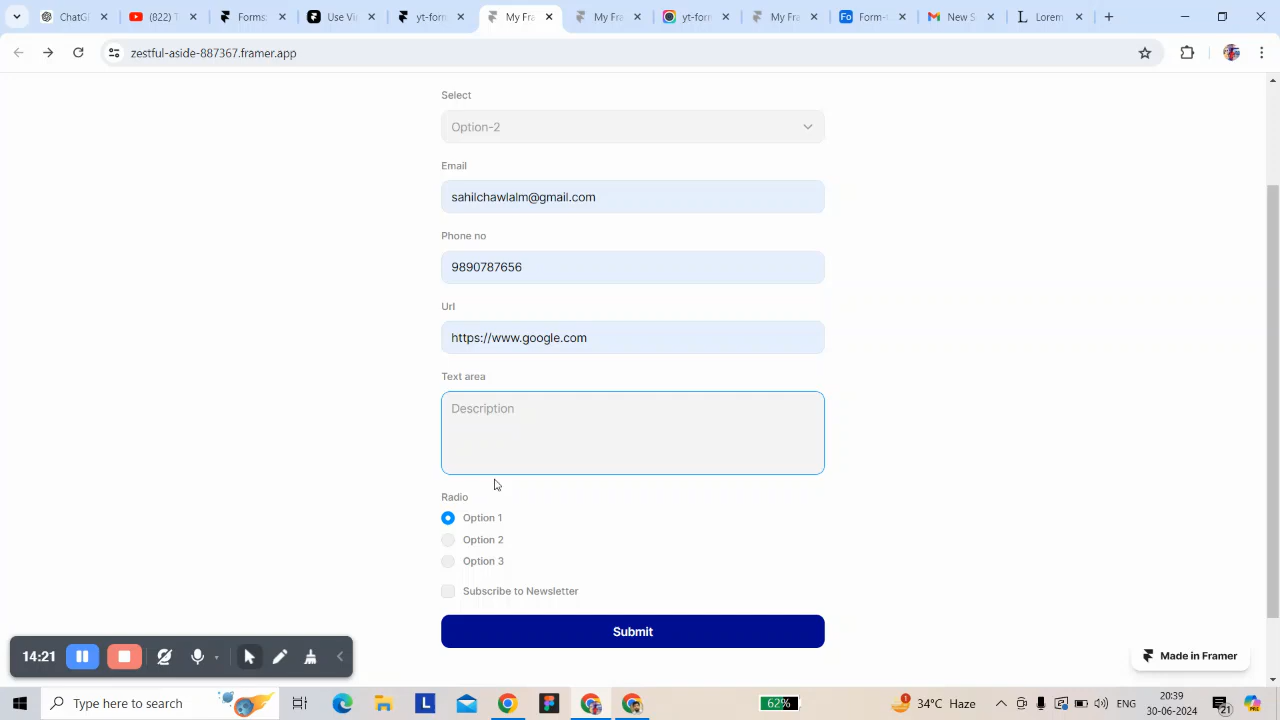 ChatG
(822)
Forms
Use Vi
yt-forr
My Fra
My Fra
yt-forr
My Fra
Form-
New S
Lorem
zestful-aside-887367.framer.app
Select
Option-2
Email
sahilchawlalm@gmail.com
Phone no
9890787656
Url
https://www.google.com
Text area
Description
Radio
Option 1
Option 2
Option 3
Subscribe to Newsletter
Submit
14:21
Made in Framer
Type here to search
62%
1
34°C Haze
ENG
20:39
30-06-2024
21